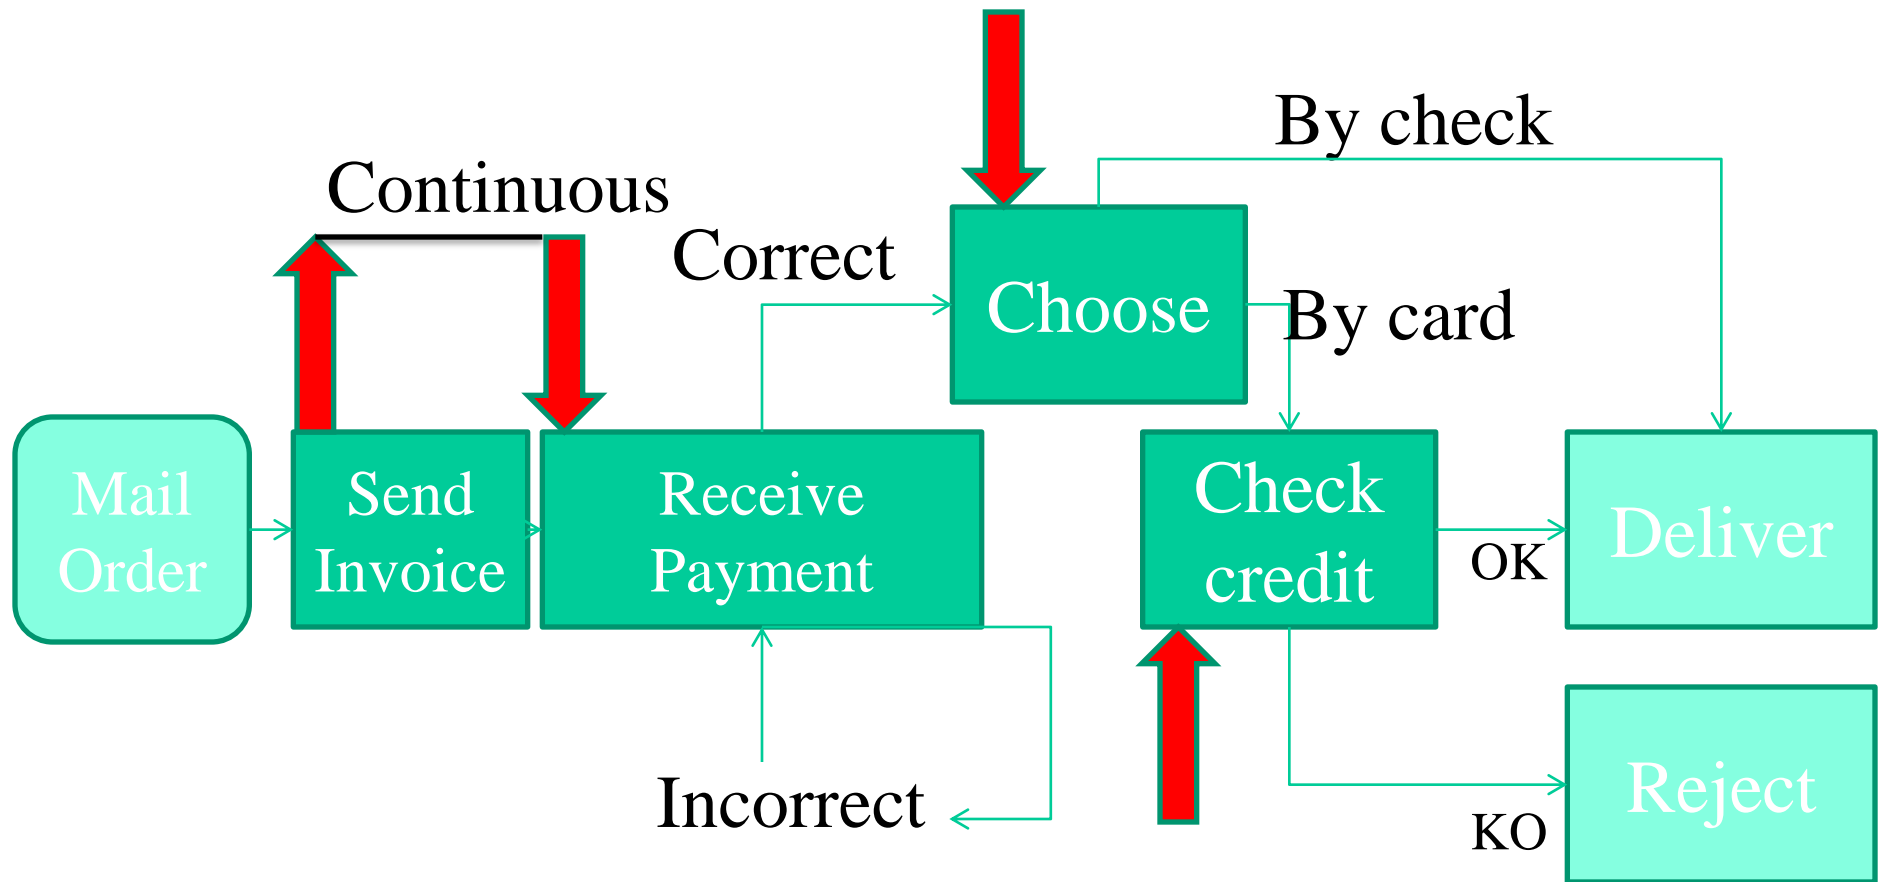 By check
Continuous
Correct
Choose
By card
Mail
Order
Send
Invoice
Receive
Payment
Check
credit
OK
Deliver
Incorrect
KO
Reject